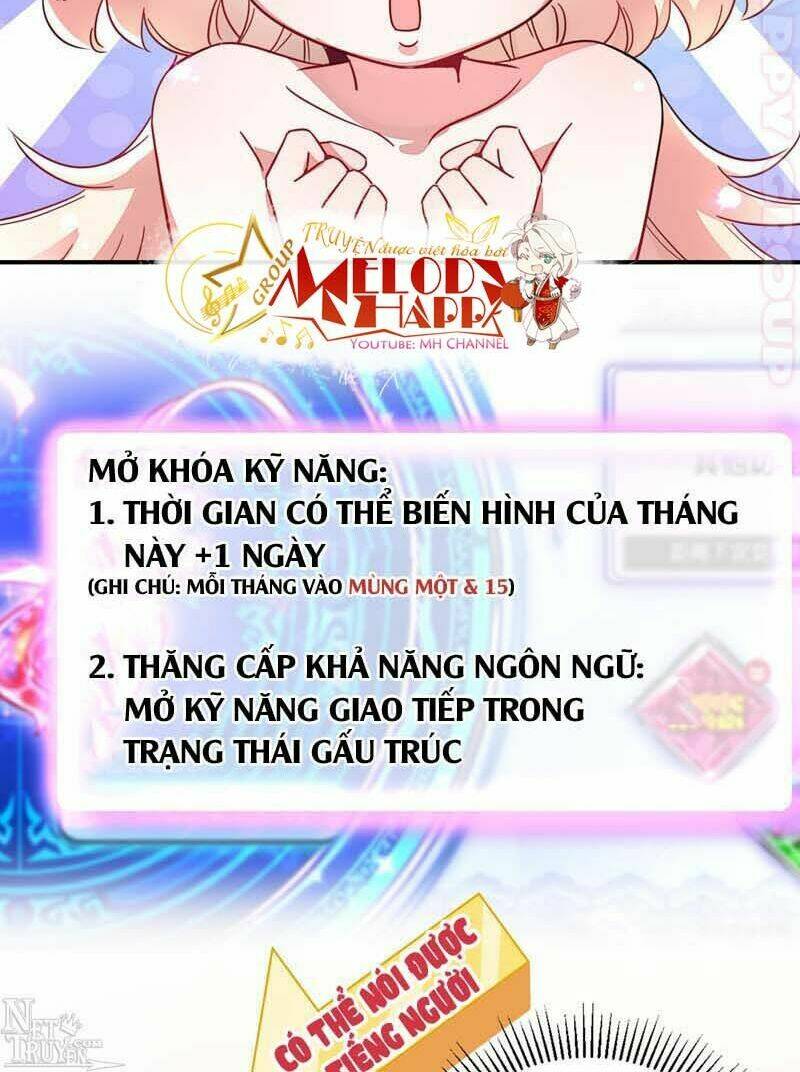 TRUYỆN được việt hóa bởi
GROUP
MELODY
HAPPY
YOUTUBE: MH CHANNEL
MỞ KHÓA KỸ NĂNG:
1. THỜI GIAN CÓ THỂ BIẾN HÌNH CỦA THÁNG
NÀY +1 NGÀY
(GHI CHÚ: MỖI THÁNG VÀO MÙNG MỘT & 15)
2. THĂNG CẤP KHẢ NĂNG NGÔN NGỮ:
MỞ KỸ NĂNG GIAO TIẾP TRONG
TRẠNG THÁI GẤU TRÚC
CÓ THỂ NÓI ĐƯỢC
TIẾNG NGƯỜI
NET
TRUYEN.com